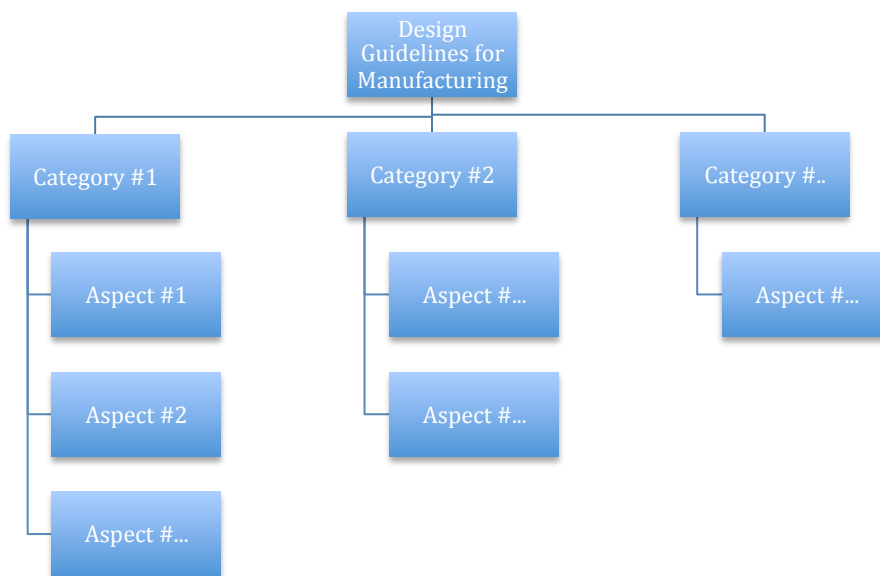 Design
Guidelines for
Manufacturing
Category #1
Category #2
Category #..
Aspect #1
Aspect #...
Aspect #...
Aspect #2
Aspect #...
Aspect #...